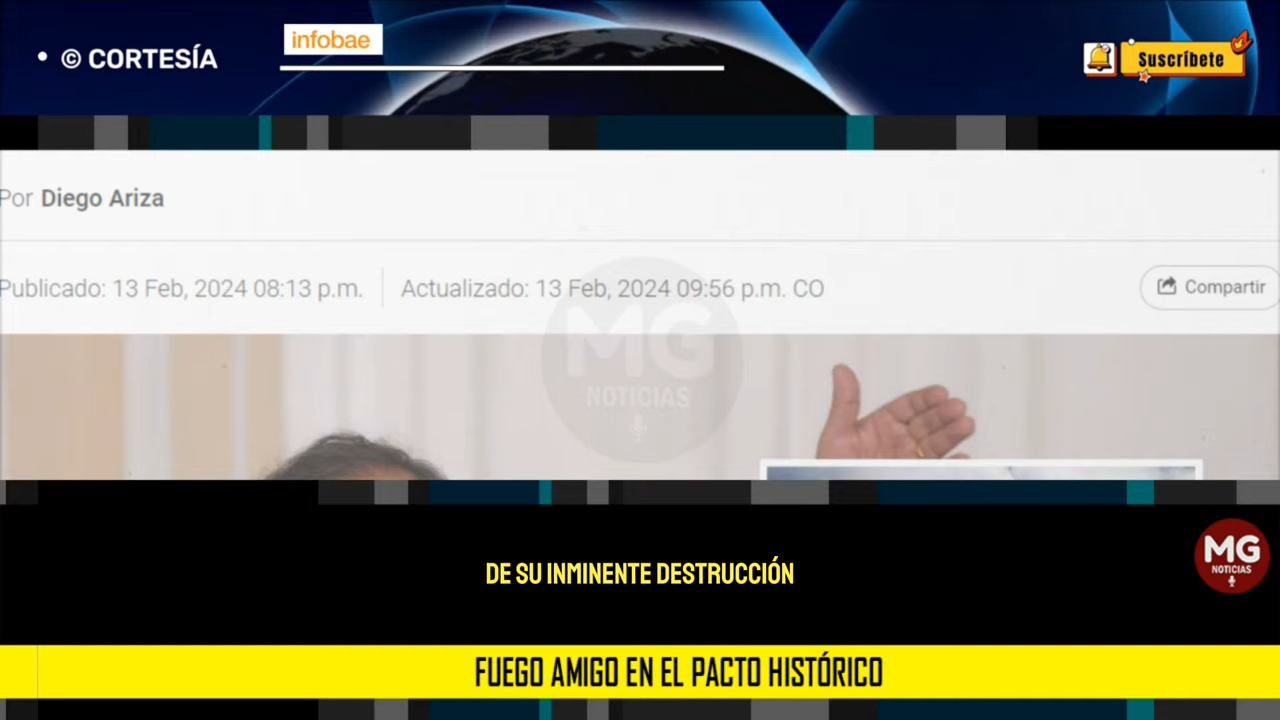 • © CORTESÍA
infobae
Suscríbete
Por Diego Ariza
Publicado: 13 Feb, 2024 08:13 p.m.
Actualizado: 13 Feb, 2024 09:56 p.m. CO
Compartir
MG
NOTICIAS
DE SU INMINENTE DESTRUCCIÓN
MG
NOTICIAS
FUEGO AMIGO EN EL PACTO HISTÓRICO